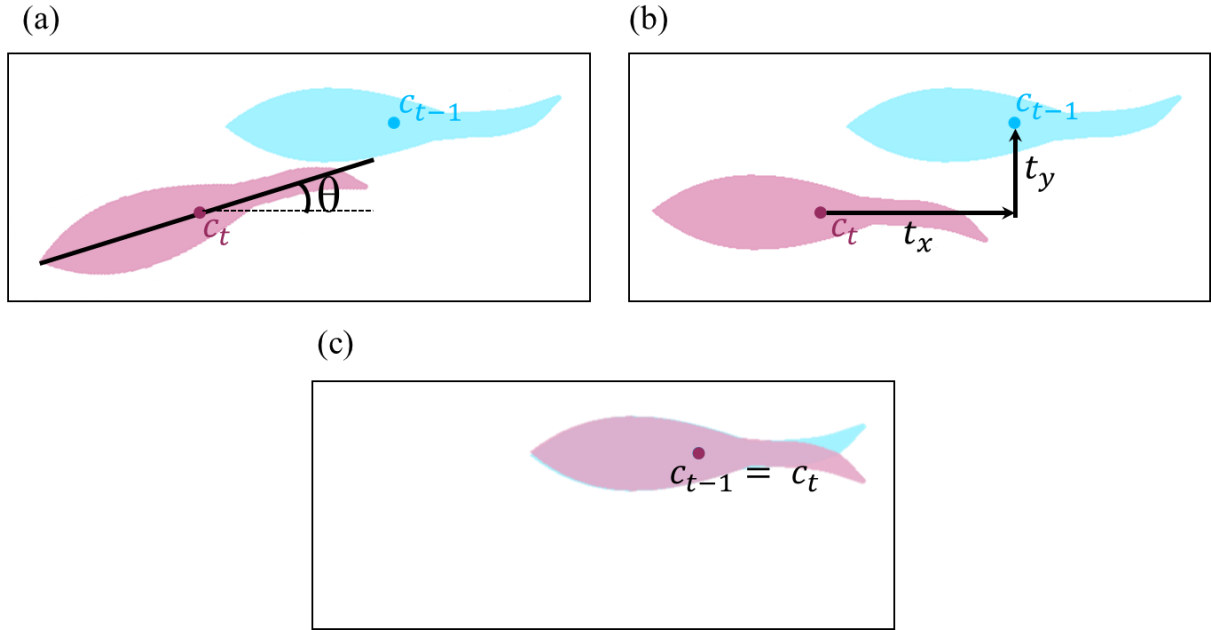 (a)
c_{t-1}
θ
c_t
(b)
c_{t-1}
t_y
c_t
t_x
(c)
c_{t-1} = c_t